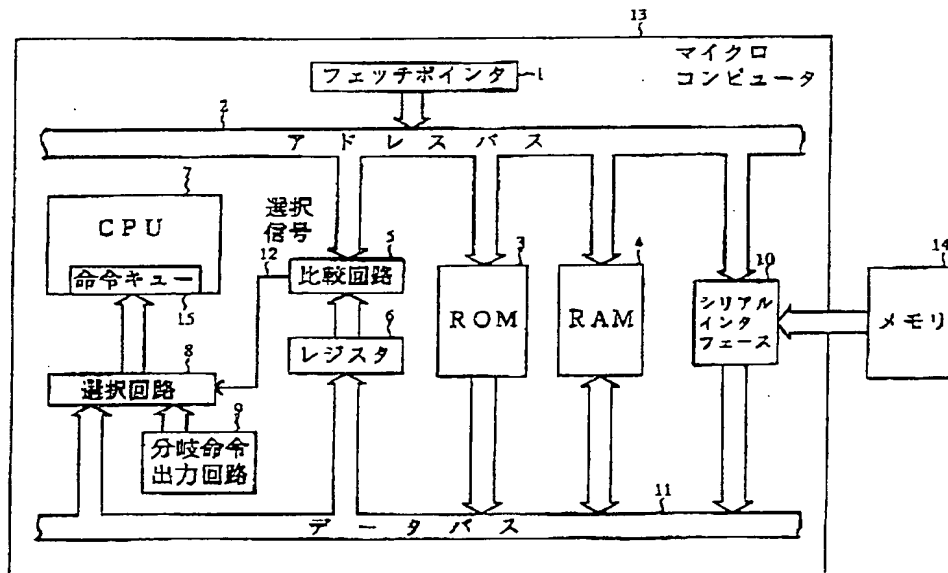 13
マイクロ
コンピュータ
フェッチポインタ
1
2
アドレスバス
7
CPU
命令キュー
15
選択
信号
12
5
比較回路
6
レジスタ
3
ROM
4
RAM
10
シリアル
インタ
フェース
14
メモリ
8
選択回路
9
分岐命令
出力回路
11
データバス